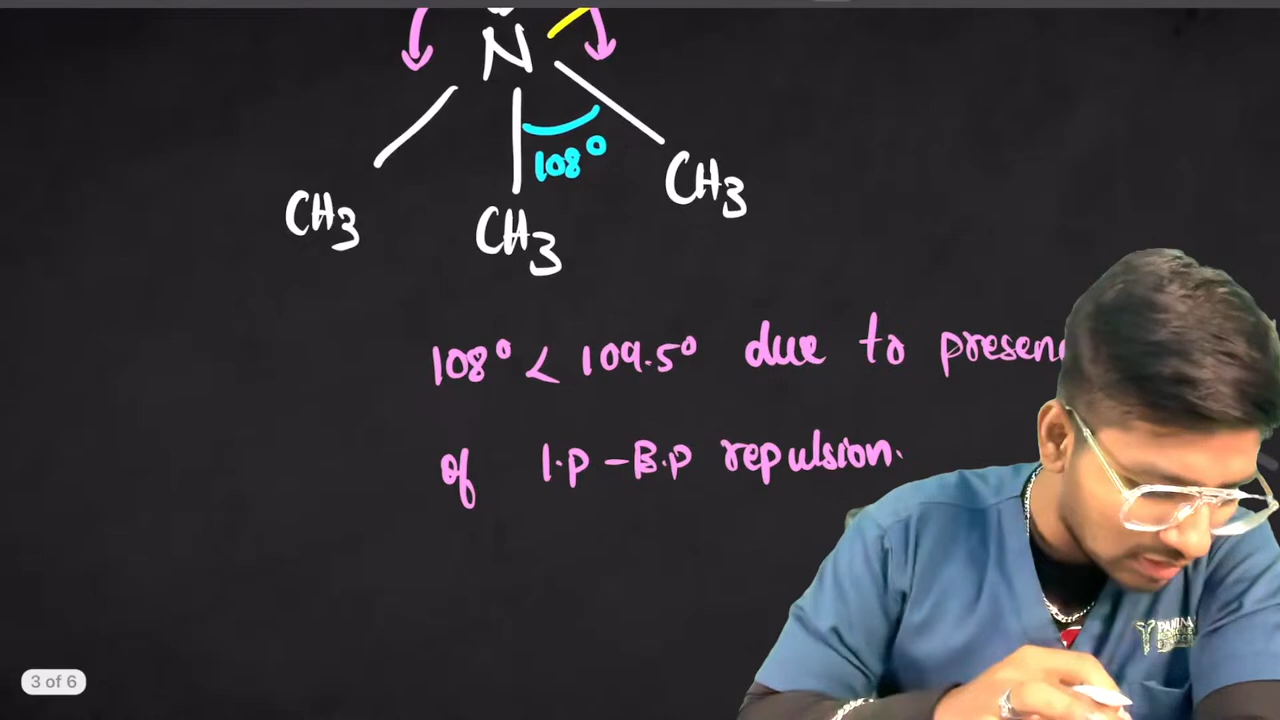 N
108°
CH3
CH3
CH3
108° < 109.5° due to presen
of l.p - B.p repulsion.
3 of 6